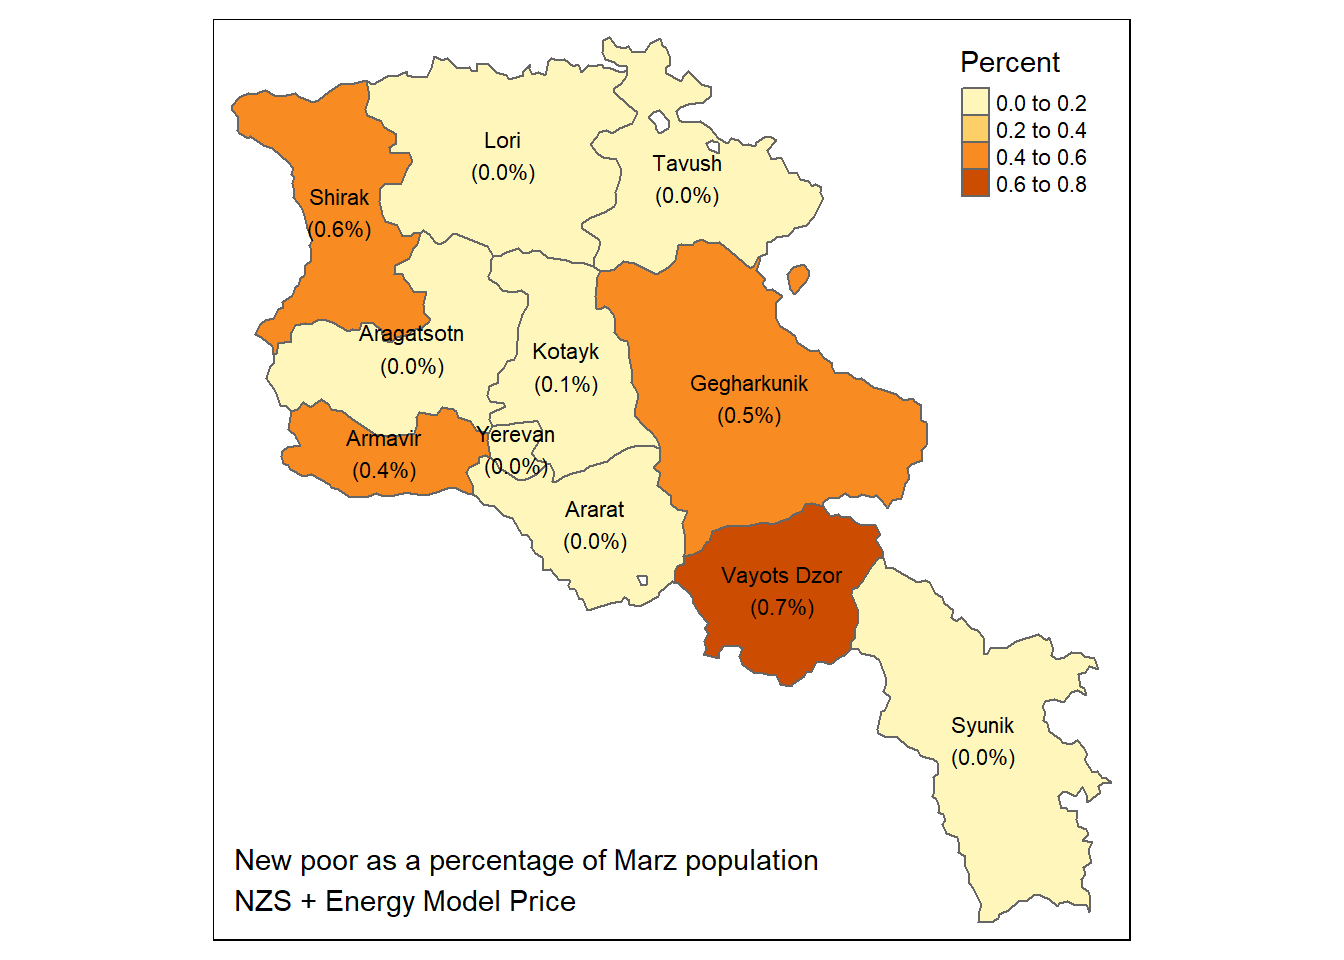 Percent
0.0 to 0.2
0.2 to 0.4
0.4 to 0.6
0.6 to 0.8
Lori
(0.0%)
Tavush
(0.0%)
Shirak
(0.6%)
Aragatsotn
(0.0%)
Kotayk
(0.1%)
Gegharkunik
(0.5%)
Armavir
(0.4%)
Yerevan
(0.0%)
Ararat
(0.0%)
Vayots Dzor
(0.7%)
Syunik
(0.0%)
New poor as a percentage of Marz population
NZS + Energy Model Price